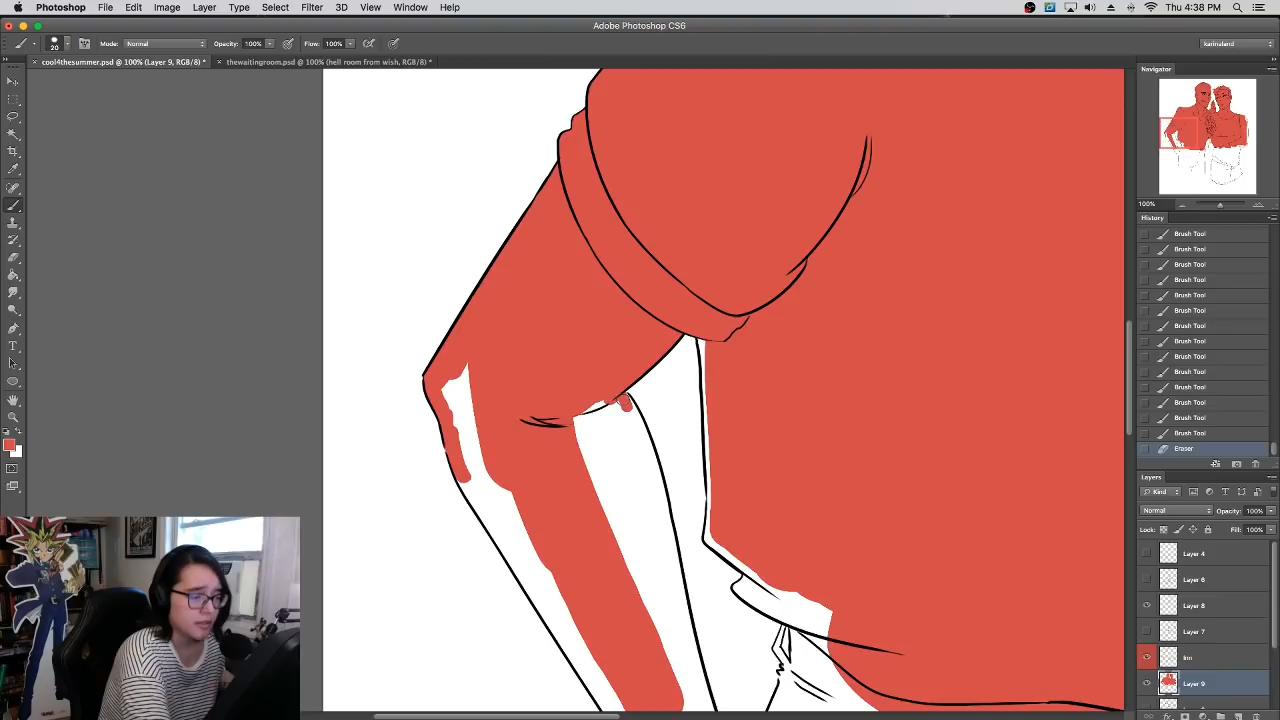 Photoshop File Edit Image Layer Type Select Filter 3D View Window Help Thu 4:38 PM
Adobe Photoshop CS6
20 Mode: Normal Opacity: 100% Flow: 100% karinaland
cool4thesummer.psd @ 100% (Layer 9, RGB/8) * thewaitingroom.psd @ 100% (hell room from wish, RGB/8) *
Navigator
100%
History
Brush Tool
Brush Tool
Brush Tool
Brush Tool
Brush Tool
Brush Tool
Brush Tool
Brush Tool
Brush Tool
Brush Tool
Brush Tool
Brush Tool
Brush Tool
Brush Tool
Eraser
Layers
Kind
Normal Opacity: 100%
Lock: Fill: 100%
Layer 4
Layer 6
Layer 8
Layer 7
Layer 9